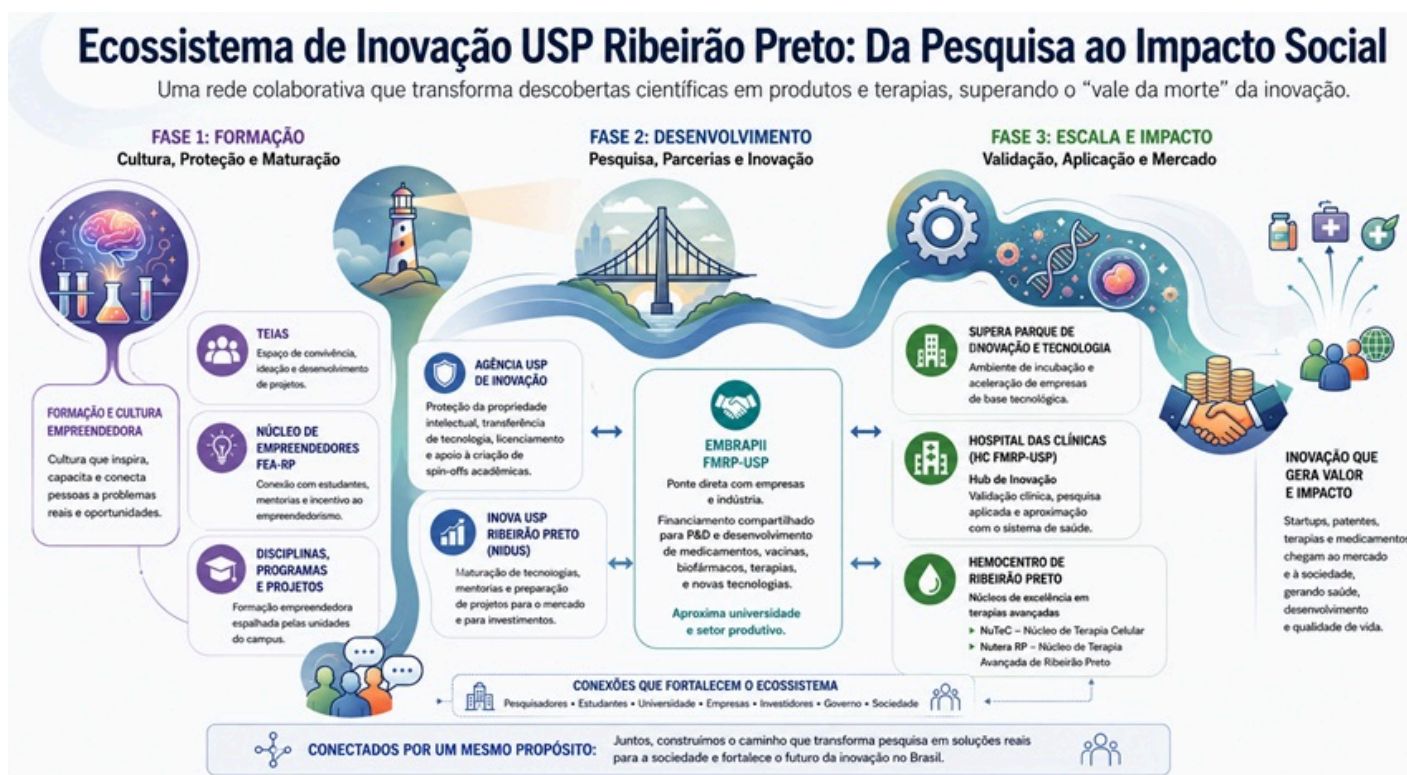 Ecossistema de Inovação USP Ribeirão Preto: Da Pesquisa ao Impacto Social
Uma rede colaborativa que transforma descobertas científicas em produtos e terapias, superando o “vale da morte” da inovação.
FASE 1: FORMAÇÃO
Cultura, Proteção e Maturação
FASE 2: DESENVOLVIMENTO
Pesquisa, Parcerias e Inovação
FASE 3: ESCALA E IMPACTO
Validação, Aplicação e Mercado
FORMAÇÃO E CULTURA
EMPREENDEDORA
Cultura que inspira,
capacita e conecta
pessoas a problemas
reais e oportunidades.
TEIAS
Espaço de convivência,
ideação e desenvolvimento
de projetos.
NÚCLEO DE
EMPREENDEDORES
FEA-RP
Conexão com estudantes,
mentorias e incentivo ao
empreendedorismo.
DISCIPLINAS,
PROGRAMAS
E PROJETOS
Formação empreendedora
espalhada pelas unidades
do campus.
AGÊNCIA USP
DE INOVAÇÃO
Proteção da propriedade
intelectual, transferência
de tecnologia, licenciamento
e apoio à criação de
spin-offs acadêmicas.
INOVA USP
RIBEIRÃO PRETO
(NIDUS)
Maturação de tecnologias,
mentorias e preparação
de projetos para o mercado
e para investimentos.
EMBRAPII
FMRP-USP
Ponte direta com empresas
e indústria.
Financiamento compartilhado
para P&D e desenvolvimento
de medicamentos, vacinas,
biofármacos, terapias,
e novas tecnologias.
Aproxima universidade
e setor produtivo.
SUPERA PARQUE DE
DNOVAÇÃO E TECNOLOGIA
Ambiente de incubação e
aceleração de empresas
de base tecnológica.
HOSPITAL DAS CLÍNICAS
(HC FMRP-USP)
Hub de Inovação
Validação clínica, pesquisa
aplicada e aproximação
com o sistema de saúde.
HEMOCENTRO DE
RIBEIRÃO PRETO
Núcleos de excelência em
terapias avançadas
▸ NuTeC – Núcleo de Terapia Celular
▸ Nutera RP – Núcleo de Terapia
Avançada de Ribeirão Preto
INOVAÇÃO QUE
GERA VALOR
E IMPACTO
Startups, patentes,
terapias e medicamentos
chegam ao mercado
e à sociedade,
gerando saúde,
desenvolvimento
e qualidade de vida.
CONEXÕES QUE FORTALECEM O ECOSSISTEMA
Pesquisadores • Estudantes • Universidade • Empresas • Investidores • Governo • Sociedade
CONECTADOS POR UM MESMO PROPÓSITO:
Juntos, construímos o caminho que transforma pesquisa em soluções reais
para a sociedade e fortalece o futuro da inovação no Brasil.